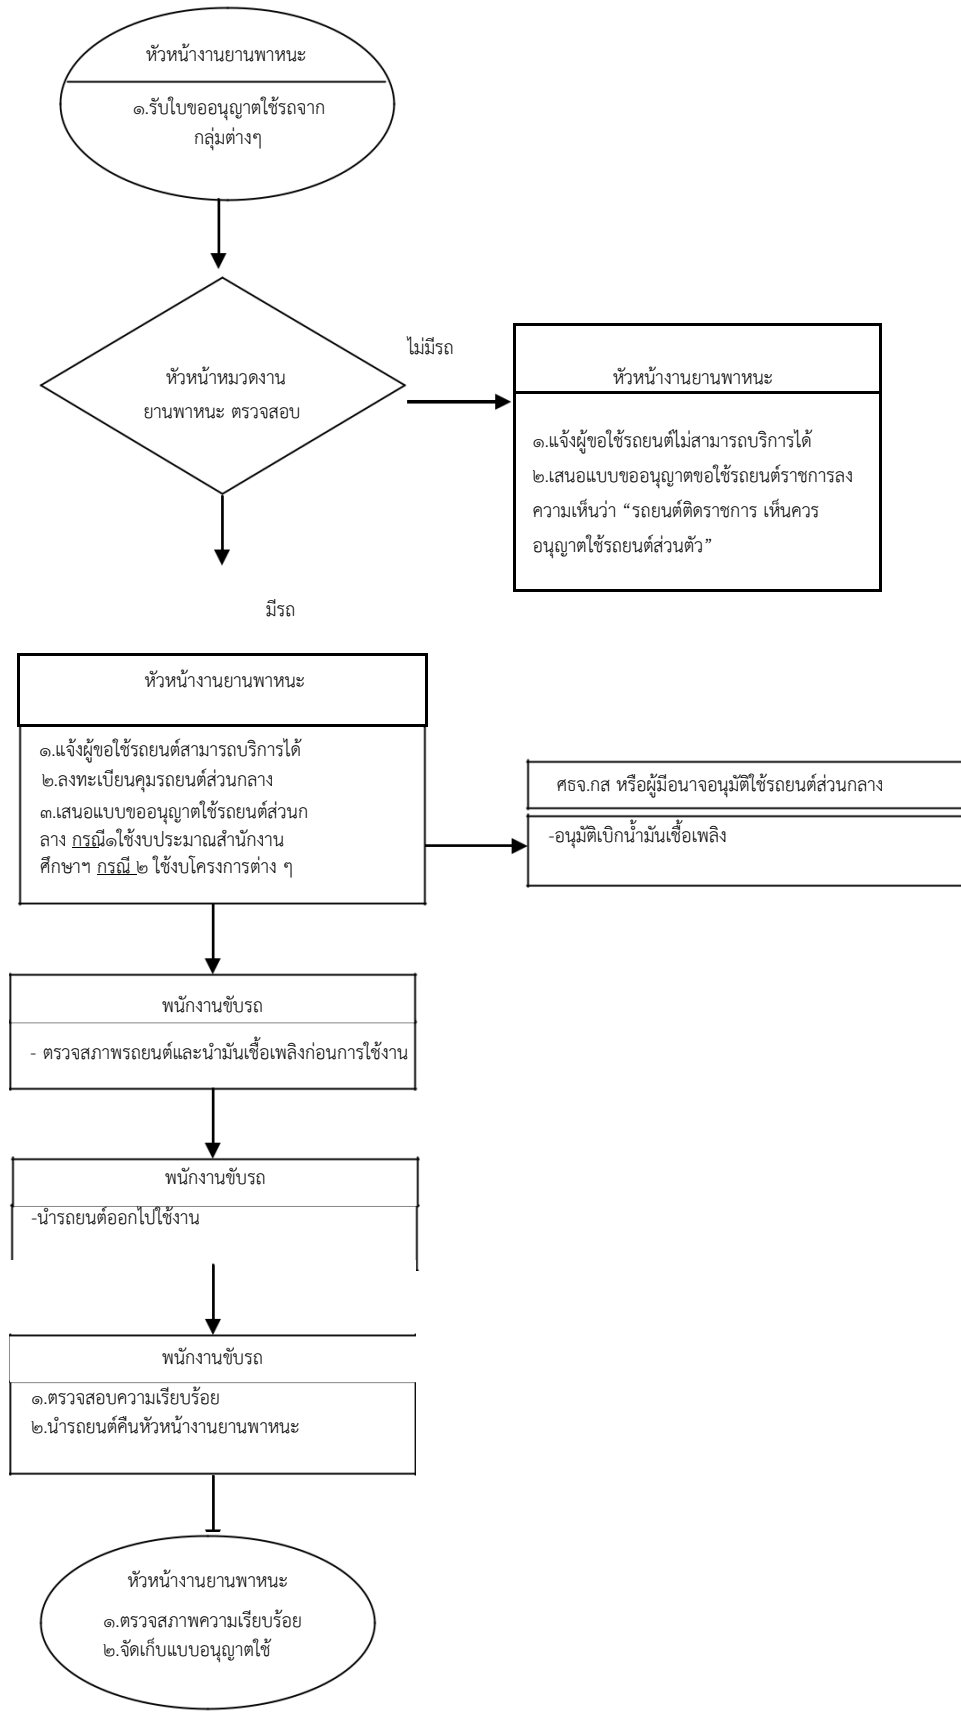 หัวหน้างานยานพาหนะ
๑.รับใบขออนุญาตใช้รถจาก
กลุ่มต่างๆ
ไม่มีรถ
หัวหน้าหมวดงาน
ยานพาหนะ ตรวจสอบ
หัวหน้างานยานพาหนะ
๑.แจ้งผู้ขอใช้รถยนต์ไม่สามารถบริการได้
๒.เสนอแบบขออนุญาตขอใช้รถยนต์ราชการลง
ความเห็นว่า “รถยนต์ติดราชการ เห็นควร
อนุญาตใช้รถยนต์ส่วนตัว”
มีรถ
หัวหน้างานยานพาหนะ
๑.แจ้งผู้ขอใช้รถยนต์สามารถบริการได้
๒.ลงทะเบียนคุมรถยนต์ส่วนกลาง
๓.เสนอแบบขออนุญาตใช้รถยนต์ส่วนก
ลาง กรณี๑ใช้งบประมาณสำนักงาน
ศึกษาฯ กรณี ๒ ใช้งบโครงการต่าง ๆ
ศธจ.กส หรือผู้มีอนาจอนุมัติใช้รถยนต์ส่วนกลาง
-อนุมัติเบิกน้ำมันเชื้อเพลิง
พนักงานขับรถ
- ตรวจสภาพรถยนต์และนำมันเชื้อเพลิงก่อนการใช้งาน
พนักงานขับรถ
-นำรถยนต์ออกไปใช้งาน
พนักงานขับรถ
๑.ตรวจสอบความเรียบร้อย
๒.นำรถยนต์คืนหัวหน้างานยานพาหนะ
หัวหน้างานยานพาหนะ
๑.ตรวจสภาพความเรียบร้อย
๒.จัดเก็บแบบอนุญาตใช้